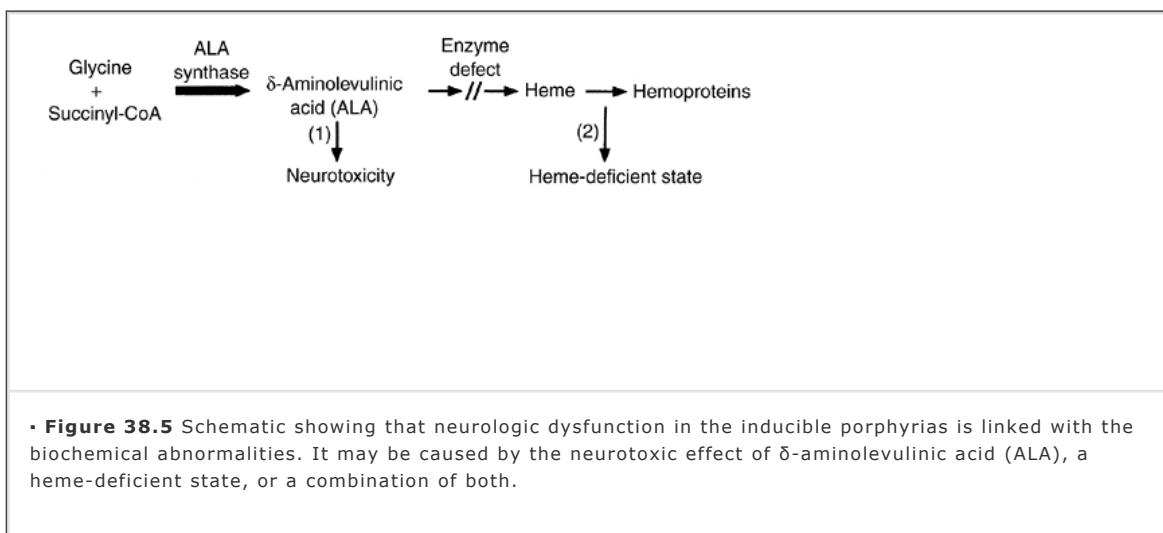 Glycine
+
Succinyl-CoA
ALA
synthase
δ-Aminolevulinic
acid (ALA)
(1)
Neurotoxicity
Enzyme
defect
//
Heme
Hemoproteins
(2)
Heme-deficient state
▪ Figure 38.5 Schematic showing that neurologic dysfunction in the inducible porphyrias is linked with the
biochemical abnormalities. It may be caused by the neurotoxic effect of δ-aminolevulinic acid (ALA), a
heme-deficient state, or a combination of both.